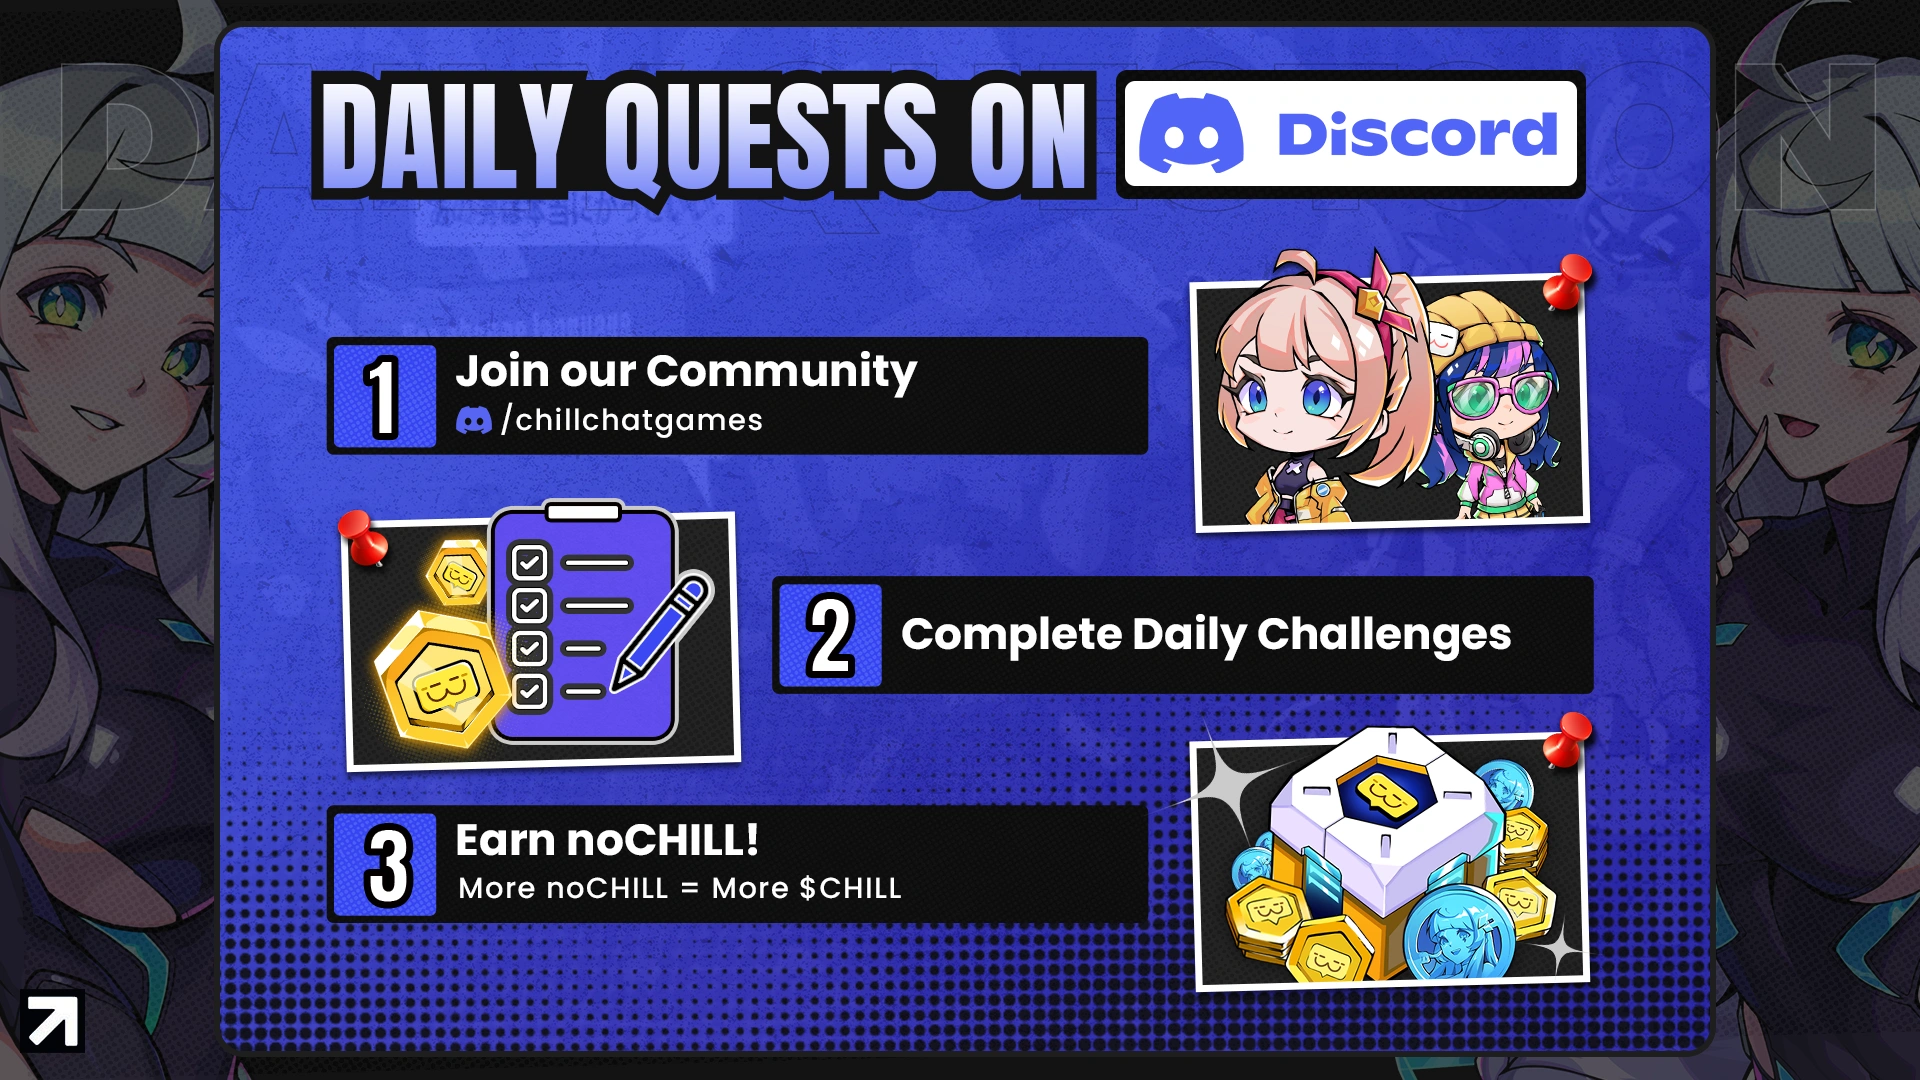 DAILY QUESTS ON Discord
1 Join our Community
/chillchatgames
2 Complete Daily Challenges
3 Earn noCHILL!
More noCHILL = More $CHILL